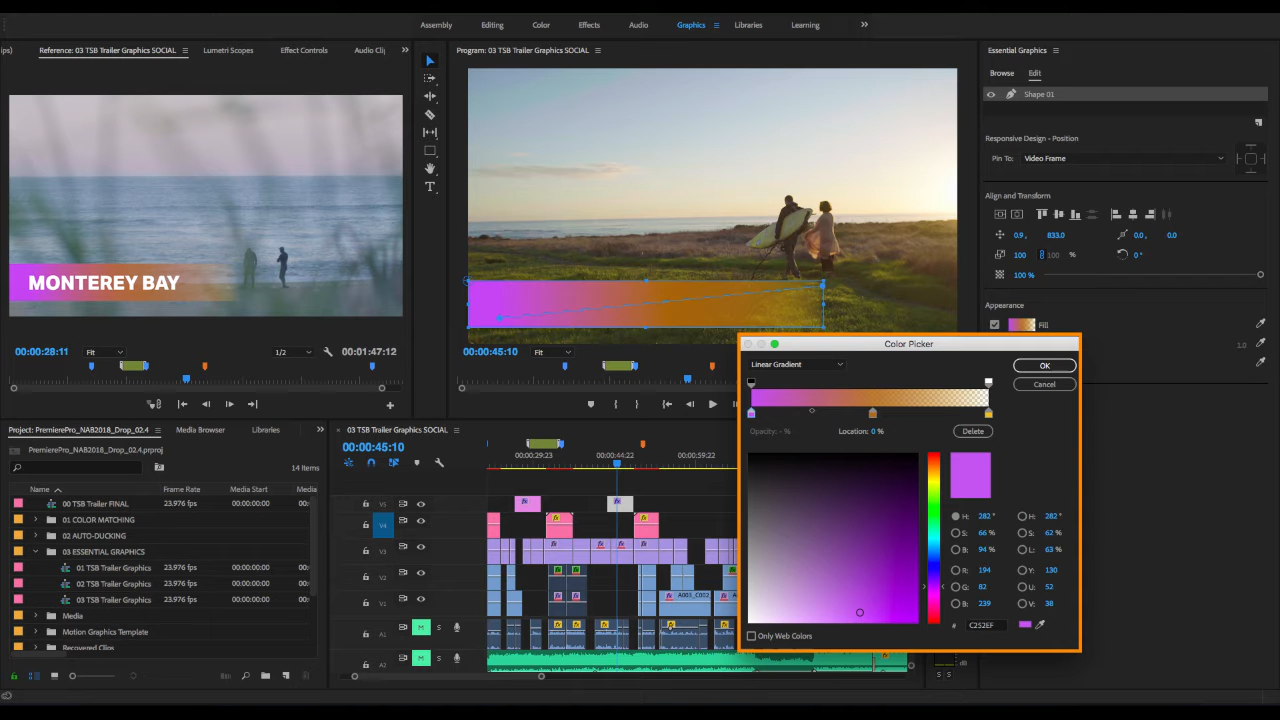 Assembly Editing Color Effects Audio Graphics Libraries Learning
ips) Reference: 03 TSB Trailer Graphics SOCIAL Lumetri Scopes Effect Controls Audio Cli
Program: 03 TSB Trailer Graphics SOCIAL
Essential Graphics
Browse Edit
Shape 01
Responsive Design - Position
Pin To: Video Frame
Align and Transform
0.9 , 833.0 0.0 , 0.0
100 100 % 0 °
100 %
MONTEREY BAY
Appearance
Fill
1.0
00:00:28:11 Fit 1/2 00:01:47:12
00:00:45:10 Fit
Color Picker
Linear Gradient
OK
Cancel
Opacity: - % Location: 0 % Delete
H: 282 ° H: 282 °
S: 66 % S: 62 %
B: 94 % L: 63 %
R: 194 Y: 130
G: 82 U: 52
B: 239 V: 38
# C252EF
Only Web Colors
Project: PremierePro_NAB2018_Drop_02.4 Media Browser Libraries
PremierePro_NAB2018_Drop_02.4.prproj
14 Items
Name Frame Rate Media Start Media
00 TSB Trailer FINAL 23.976 fps 00:00:00:00
01 COLOR MATCHING
02 AUTO-DUCKING
03 ESSENTIAL GRAPHICS
01 TSB Trailer Graphics 23.976 fps 00:00:00:00
02 TSB Trailer Graphics 23.976 fps 00:00:00:00
03 TSB Trailer Graphics 23.976 fps 00:00:00:00
Media
Motion Graphics Template
Recovered Clips
03 TSB Trailer Graphics SOCIAL
00:00:45:10
00:00:29:23 00:00:44:22 00:00:59:22
V5
V4
V3
V2
V1 A003_C002
A1 M S
A2 M S
dB
S S